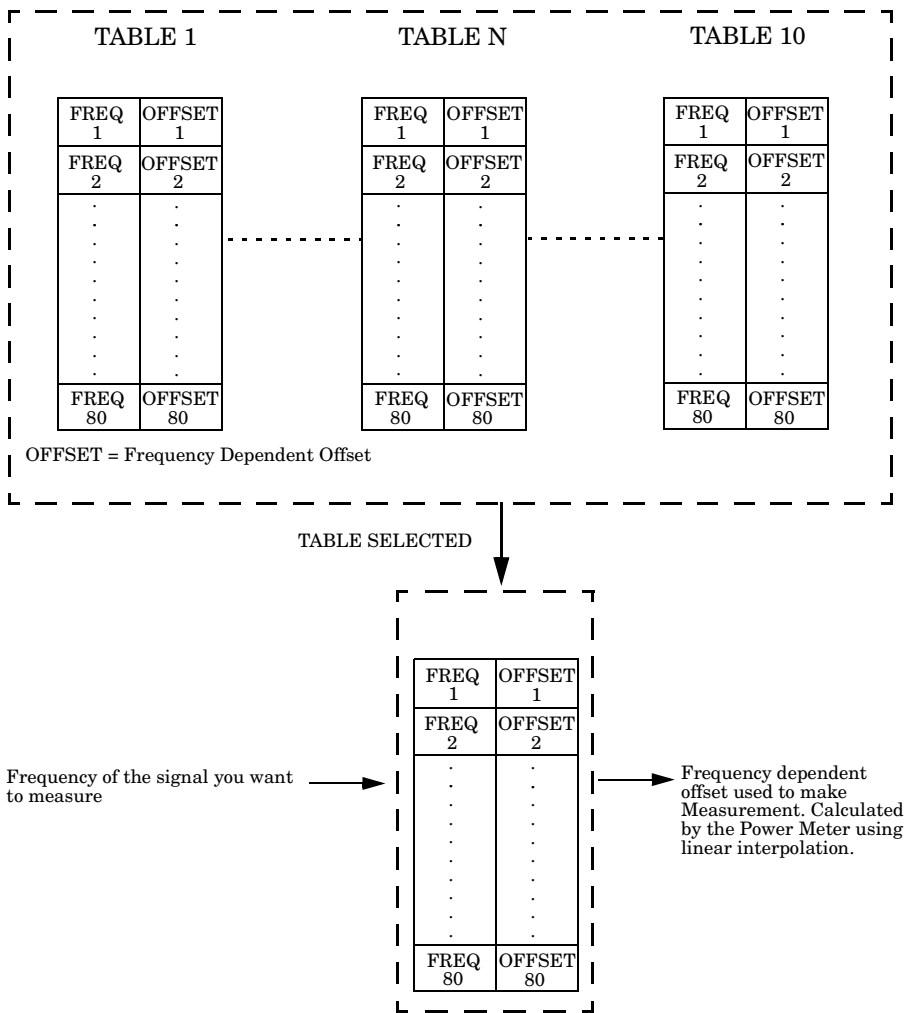 TABLE 1 TABLE N TABLE 10
FREQ 1 OFFSET 1 FREQ 1 OFFSET 1 FREQ 1 OFFSET 1
FREQ 2 OFFSET 2 FREQ 2 OFFSET 2 FREQ 2 OFFSET 2
FREQ 80 OFFSET 80 FREQ 80 OFFSET 80 FREQ 80 OFFSET 80
OFFSET = Frequency Dependent Offset
TABLE SELECTED
FREQ 1 OFFSET 1
FREQ 2 OFFSET 2
FREQ 80 OFFSET 80
Frequency of the signal you want
to measure
Frequency dependent
offset used to make
Measurement. Calculated
by the Power Meter using
linear interpolation.